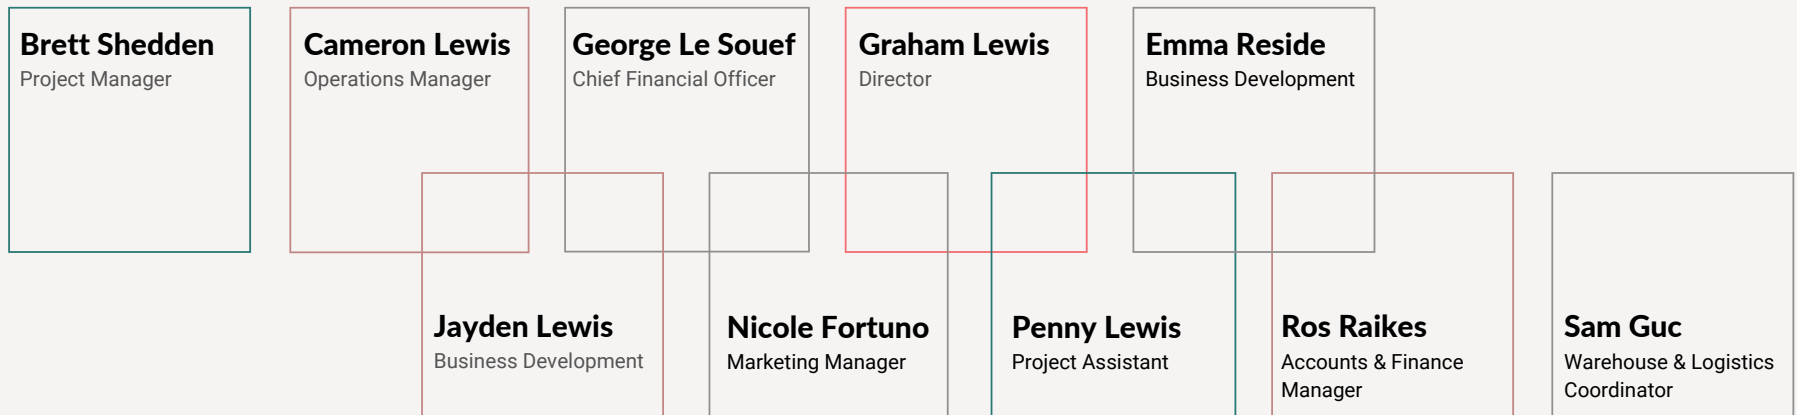 Brett Shedden
Project Manager
Cameron Lewis
Operations Manager
George Le Souef
Chief Financial Officer
Graham Lewis
Director
Emma Reside
Business Development
Jayden Lewis
Business Development
Nicole Fortuno
Marketing Manager
Penny Lewis
Project Assistant
Ros Raikes
Accounts & Finance
Manager
Sam Guc
Warehouse & Logistics
Coordinator